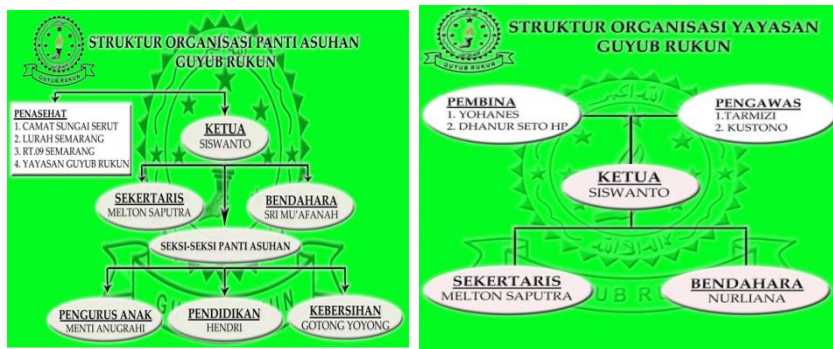 STRUKTUR ORGANISASI PANTI ASUHAN
GUYUB RUKUN
GUYUB RUKUN
PENASEHAT
1. CAMAT SUNGAI SERUT
2. LURAH SEMARANG
3. RT.09 SEMARANG
4. YAYASAN GUYUB RUKUN
KETUA
SISWANTO
SEKERTARIS
MELTON SAPUTRA
BENDAHARA
SRI MU'AFANAH
SEKSI-SEKSI PANTI ASUHAN
PENGURUS ANAK
MENTI ANUGRAHI
PENDIDIKAN
HENDRI
KEBERSIHAN
GOTONG YOYONG
STRUKTUR ORGANISASI YAYASAN
GUYUB RUKUN
GUYUB RUKUN
PEMBINA
1. YOHANES
2. DHANUR SETO HP
PENGAWAS
1.TARMIZI
2. KUSTONO
KETUA
SISWANTO
SEKERTARIS
MELTON SAPUTRA
BENDAHARA
NURLIANA